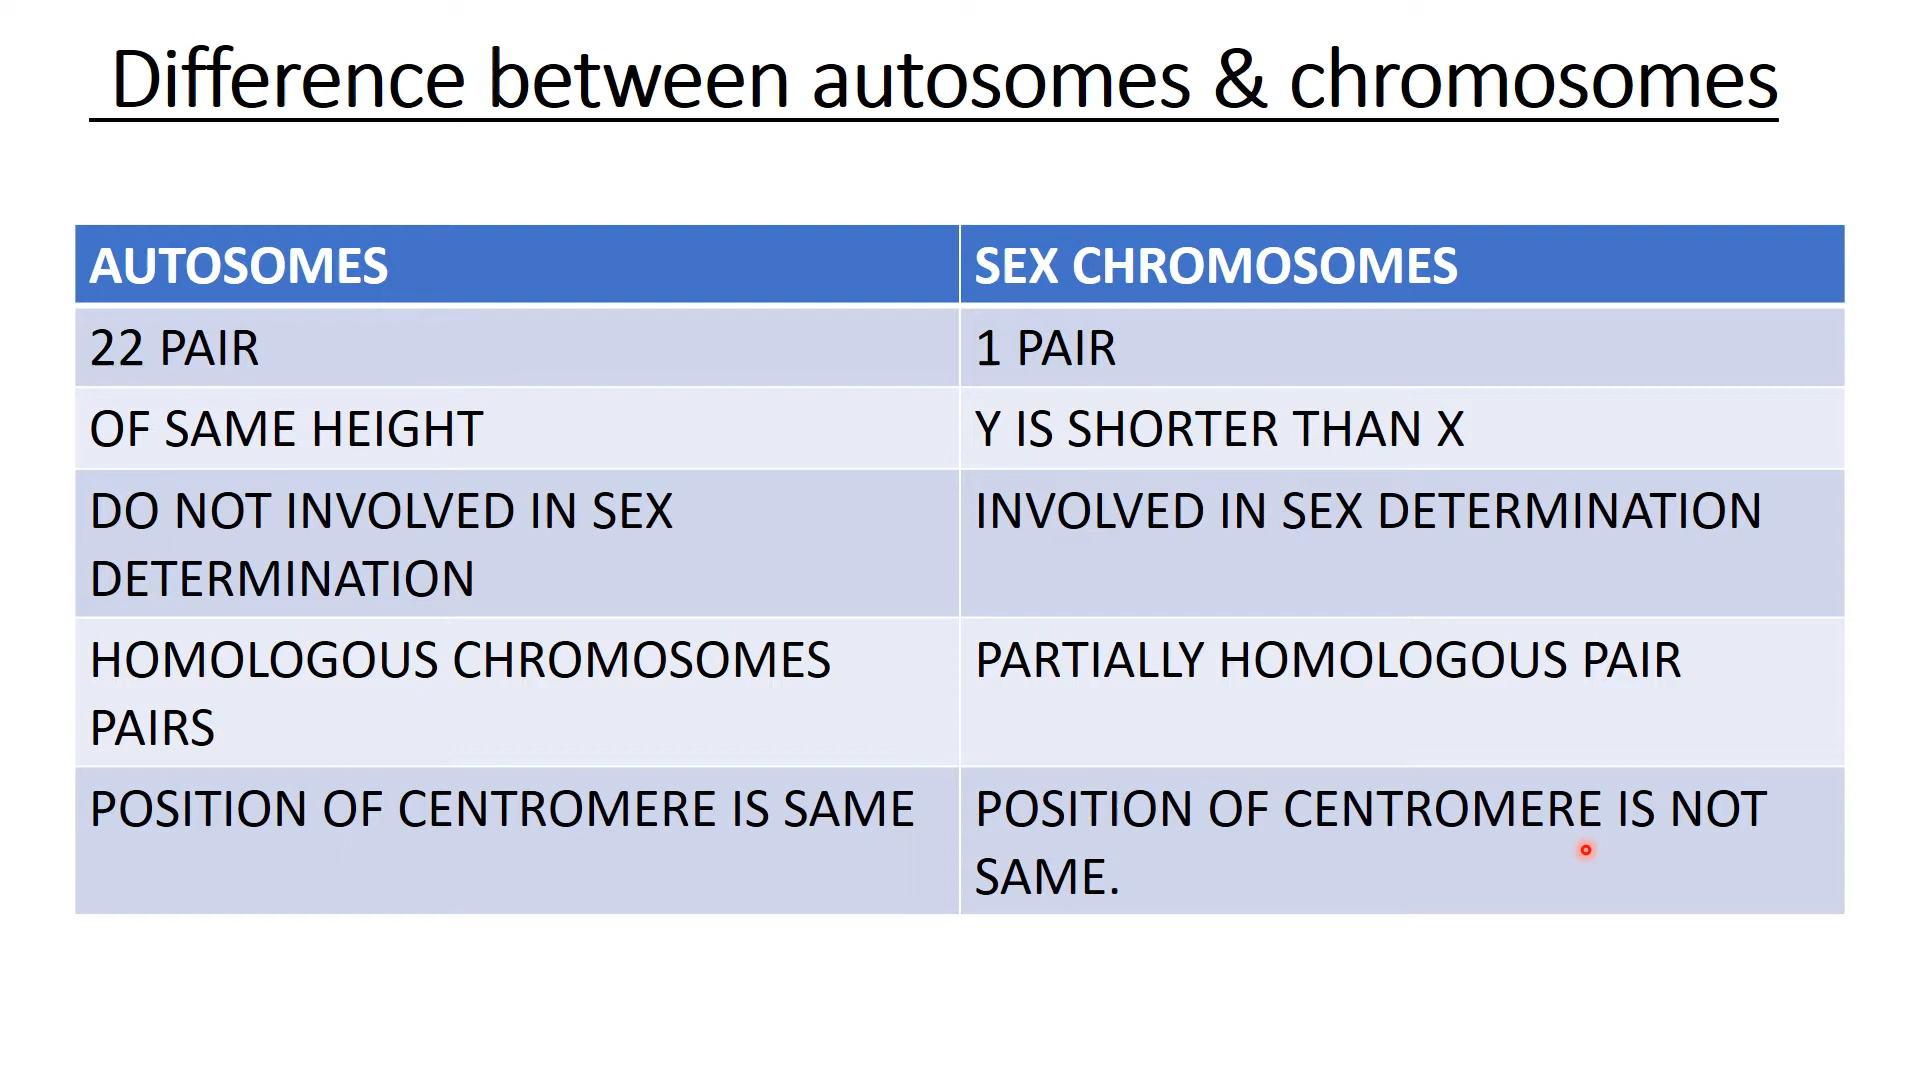 Difference between autosomes & chromosomes
AUTOSOMES
SEX CHROMOSOMES
22 PAIR
1 PAIR
OF SAME HEIGHT
Y IS SHORTER THAN X
DO NOT INVOLVED IN SEX
DETERMINATION
INVOLVED IN SEX DETERMINATION
HOMOLOGOUS CHROMOSOMES
PAIRS
PARTIALLY HOMOLOGOUS PAIR
POSITION OF CENTROMERE IS SAME
POSITION OF CENTROMERE IS NOT
SAME.